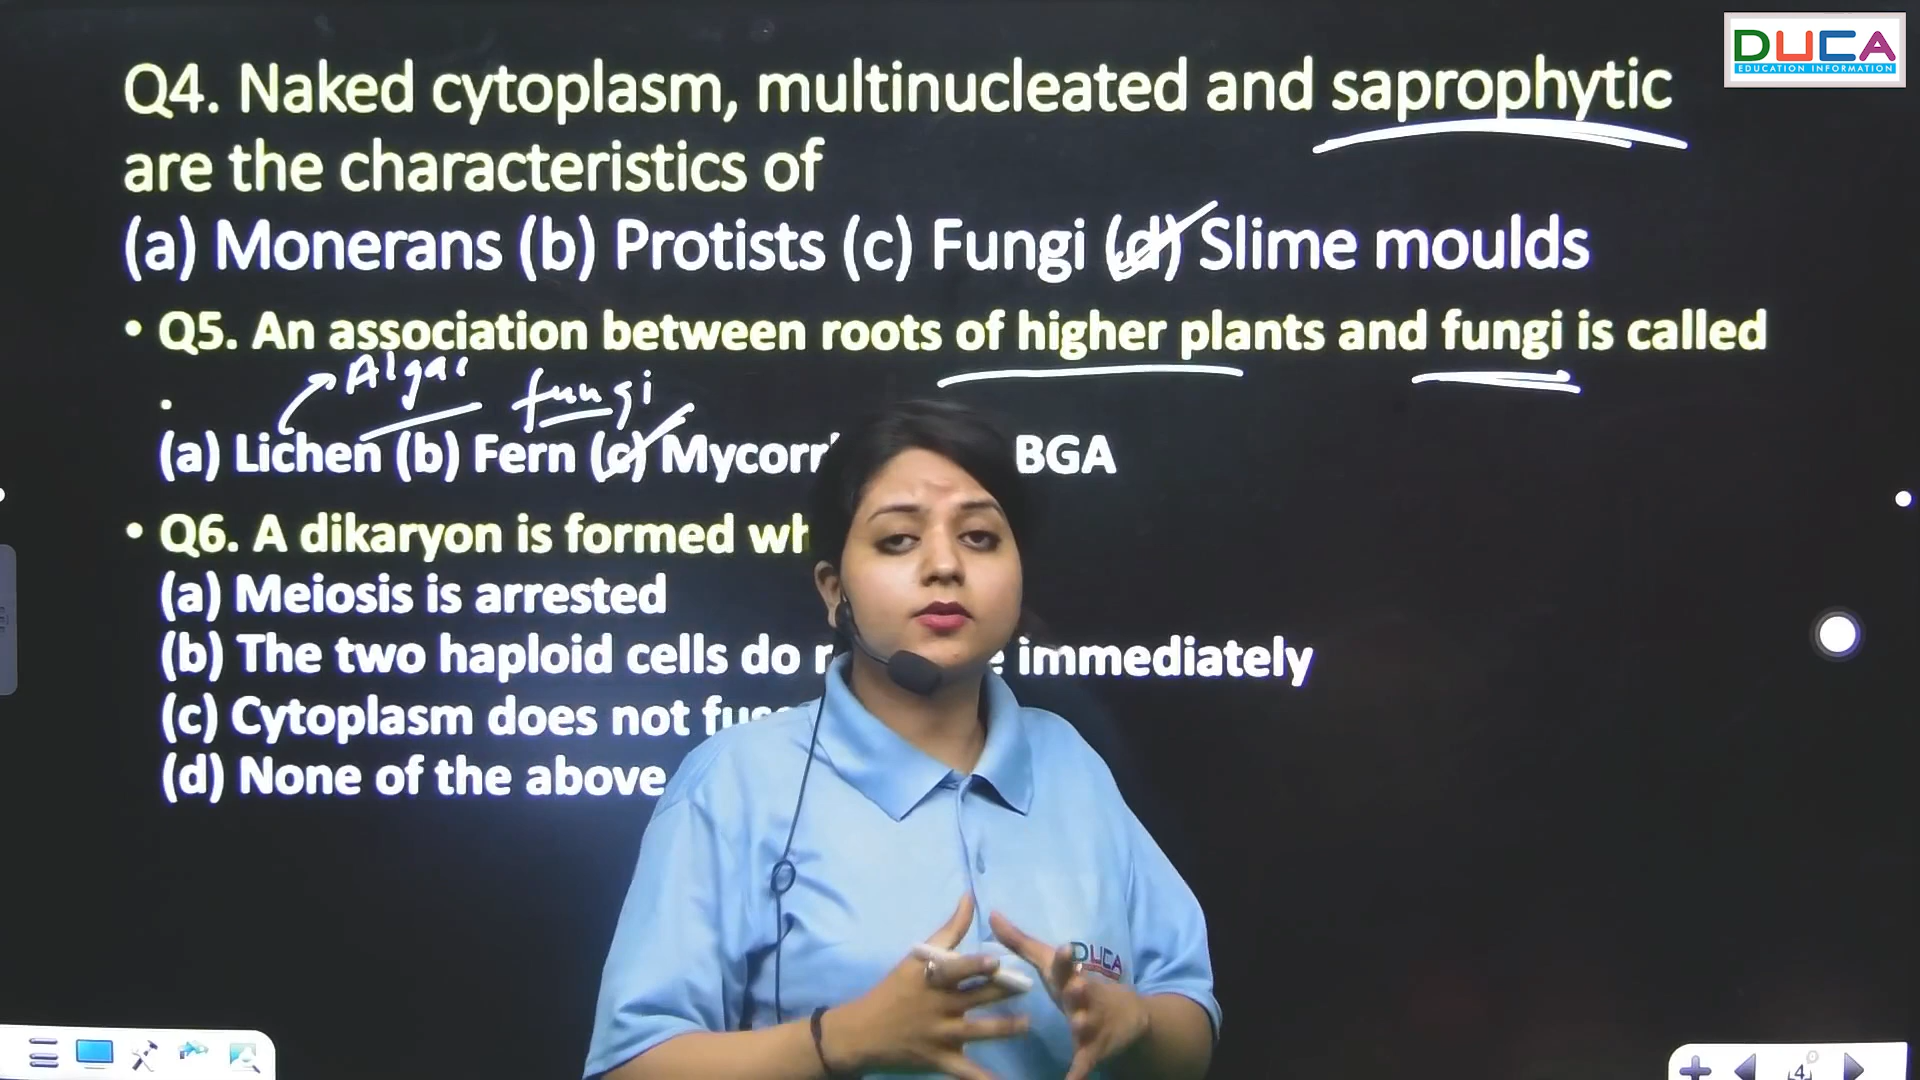 DUCA
EDUCATION INFORMATION
Q4. Naked cytoplasm, multinucleated and saprophytic
are the characteristics of
(a) Monerans (b) Protists (c) Fungi (d) Slime moulds
• Q5. An association between roots of higher plants and fungi is called
.
Algae fungi
(a) Lichen (b) Fern (c) BGA
• Q6. A dikaryon is formed
(a) Meiosis is arrested
(b) The two haploid cells do immediately
(c) Cytoplasm does not
(d) None of the above
DUCA
4